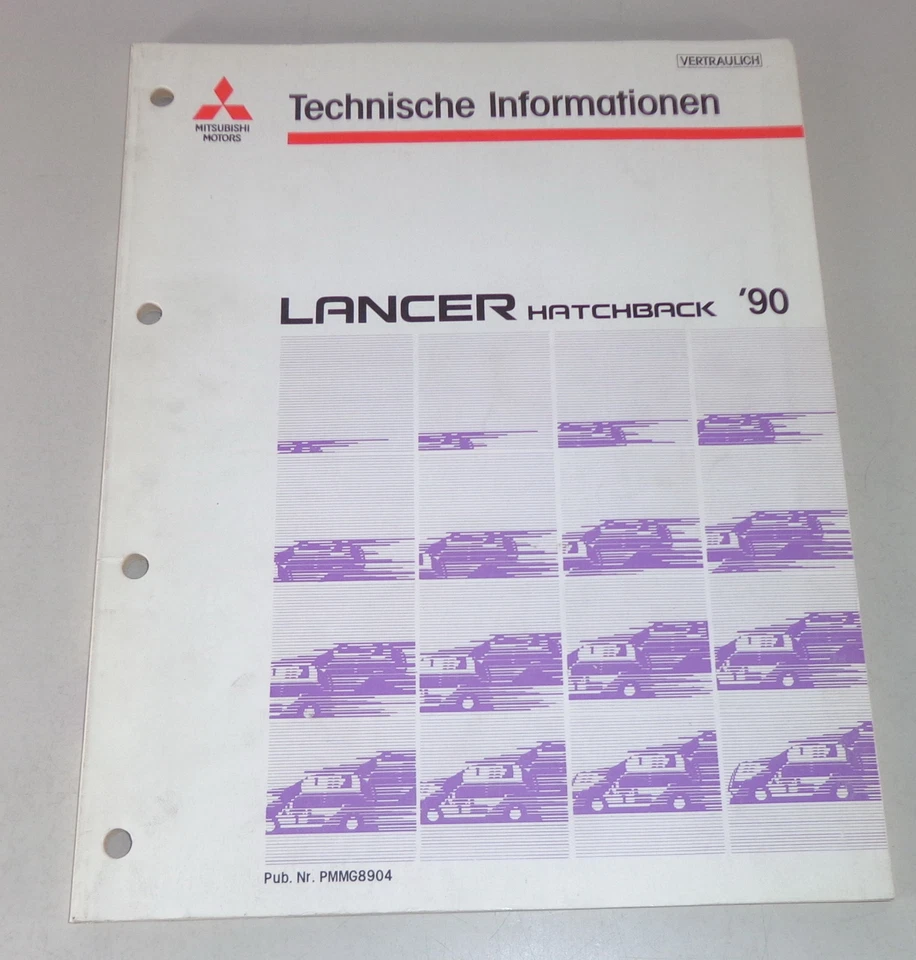 VERTRAULICH
MITSUBISHI
MOTORS
Technische Informationen
LANCER HATCHBACK '90
Pub. Nr. PMMG8904